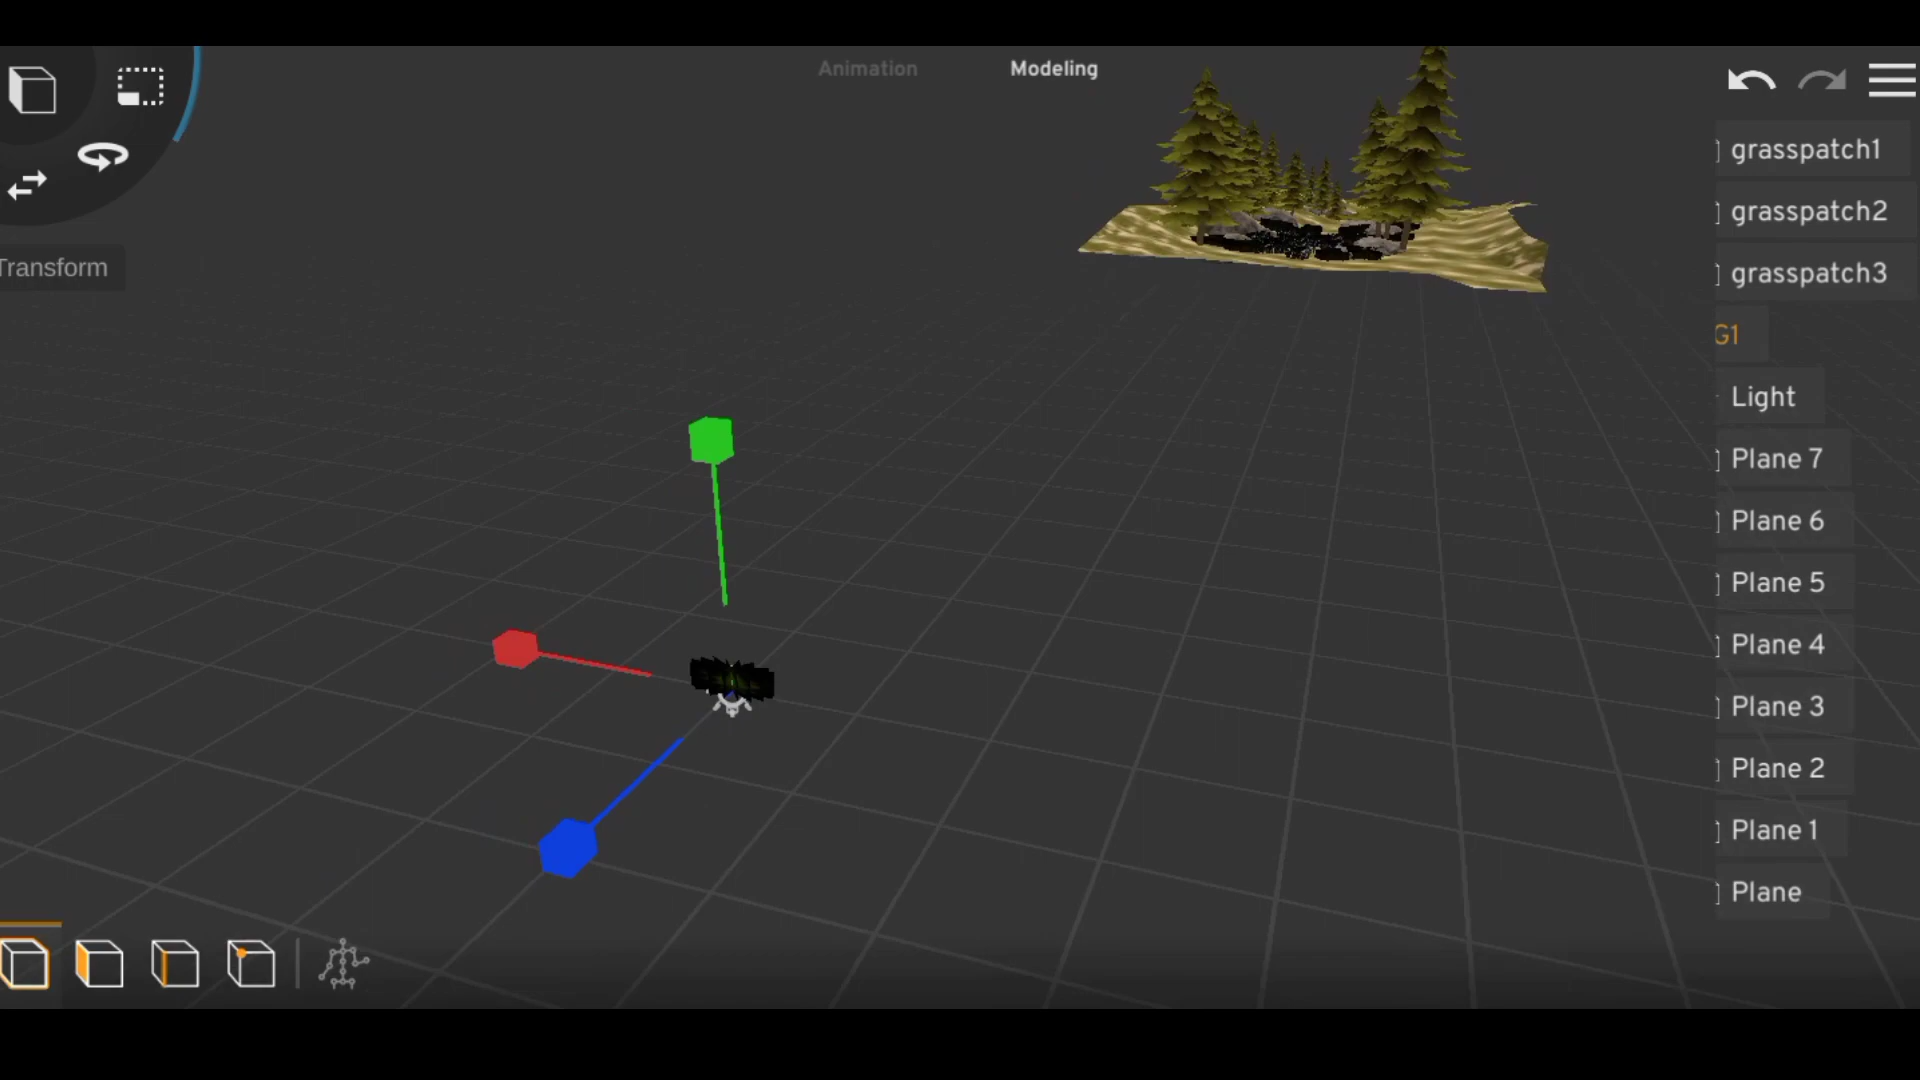 Animation
Modeling
Transform
grasspatch1
grasspatch2
grasspatch3
G1
Light
Plane 7
Plane 6
Plane 5
Plane 4
Plane 3
Plane 2
Plane 1
Plane